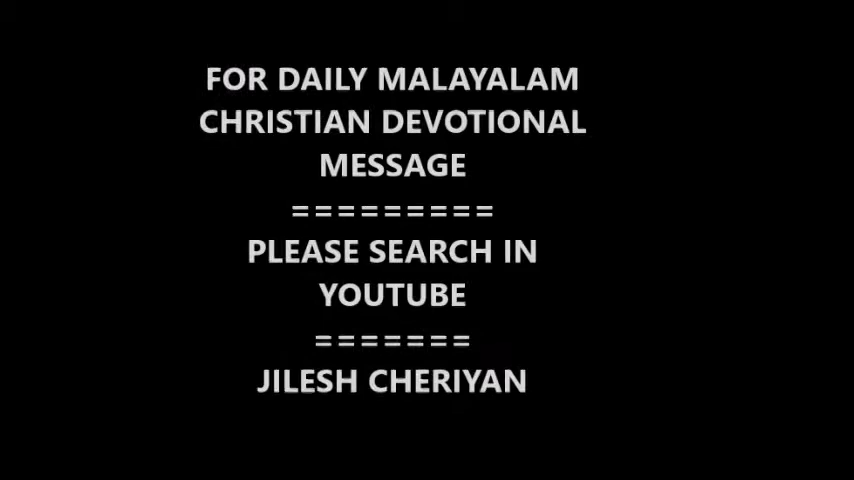 FOR DAILY MALAYALAM
CHRISTIAN DEVOTIONAL
MESSAGE
=========
PLEASE SEARCH IN
YOUTUBE
=======
JILESH CHERIYAN